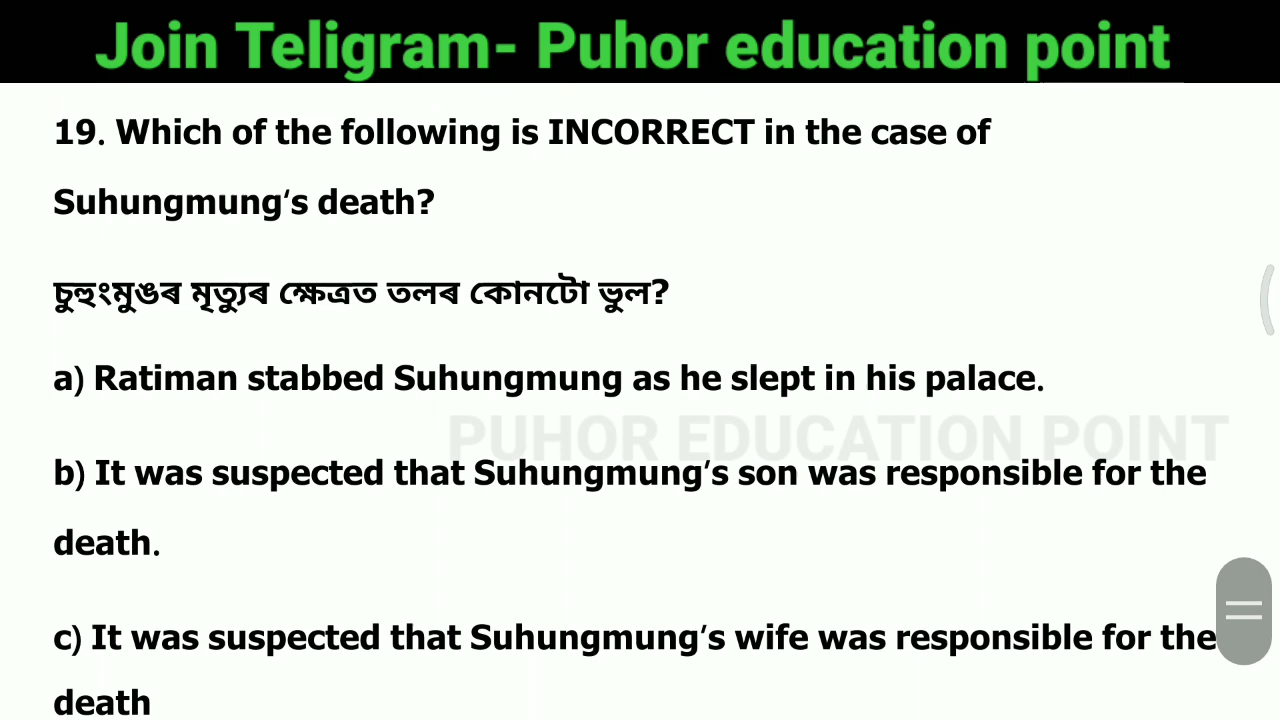 Join Teligram- Puhor education point
19. Which of the following is INCORRECT in the case of
Suhungmung's death?
চুহুংমুঙৰ মৃত্যুৰ ক্ষেত্ৰত তলৰ কোনটো ভুল?
a) Ratiman stabbed Suhungmung as he slept in his palace.
PUHOR EDUCATION POINT
b) It was suspected that Suhungmung's son was responsible for the
death.
c) It was suspected that Suhungmung's wife was responsible for the
death